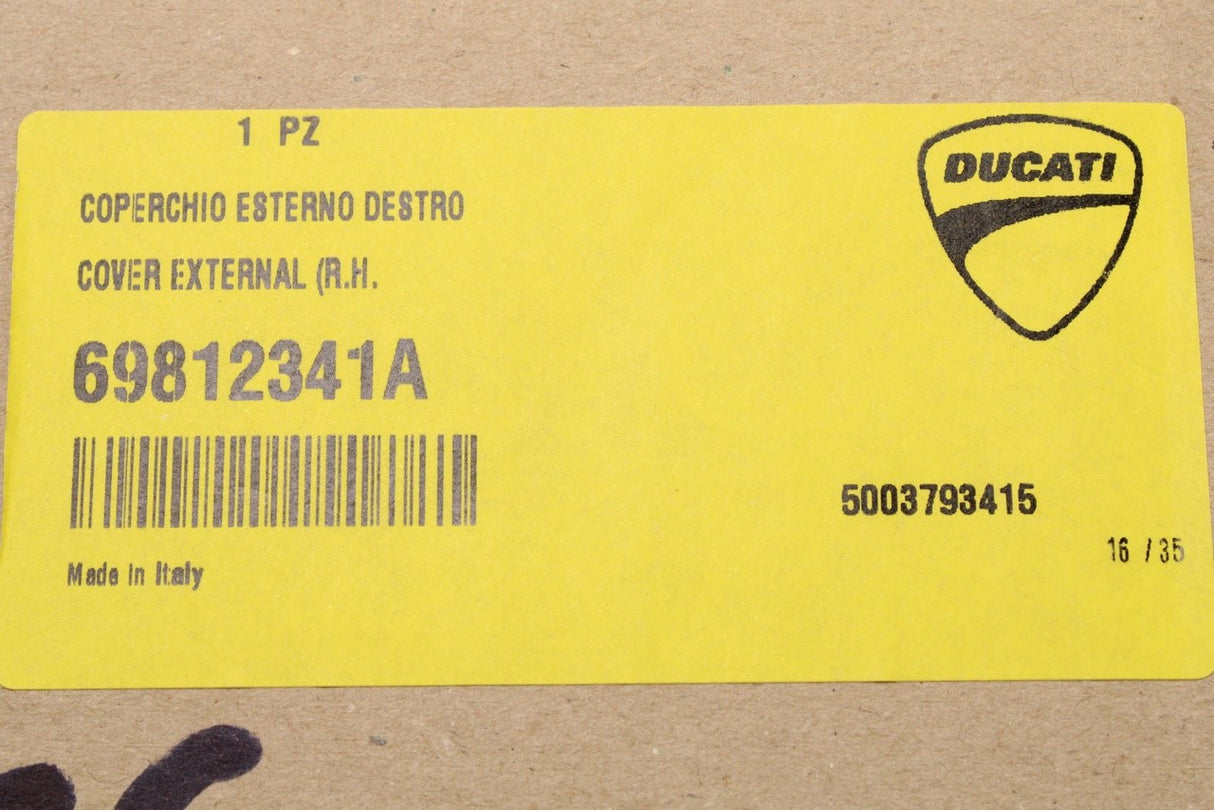 1 PZ
DUCATI
COPERCHIO ESTERNO DESTRO
COVER EXTERNAL (R.H.
69812341A
5003793415
16 /35
Made in Italy